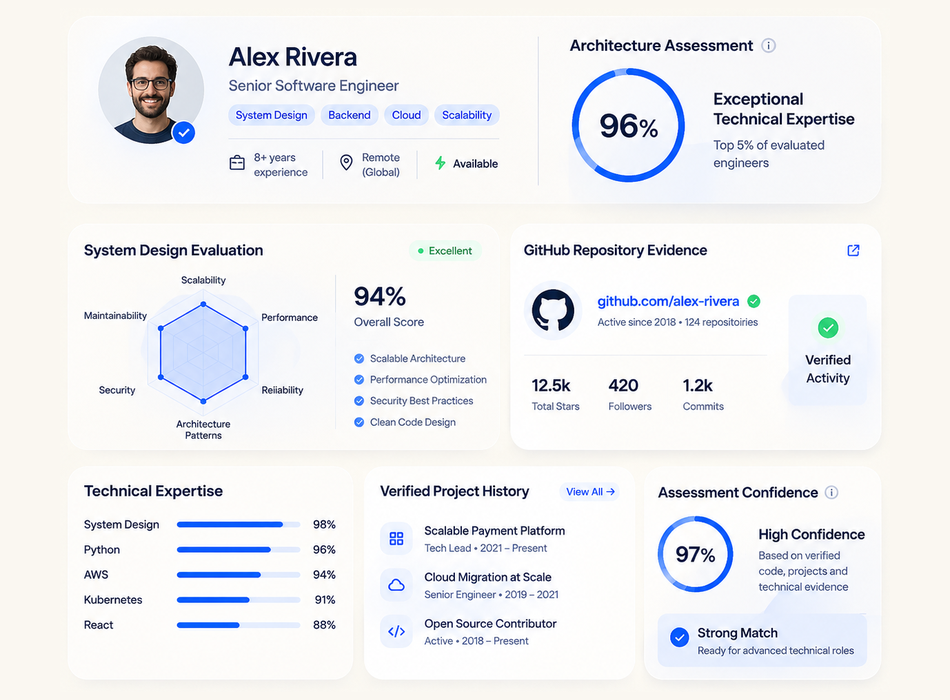 Alex Rivera
Senior Software Engineer
System Design
Backend
Cloud
Scalability
8+ years
experience
Remote
(Global)
Available
Architecture Assessment
i
96%
Exceptional
Technical Expertise
Top 5% of evaluated
engineers
System Design Evaluation
Excellent
Scalability
Performance
Reiiability
Architecture
Patterns
Security
Maintainability
94%
Overall Score
Scalable Architecture
Performance Optimization
Security Best Practices
Clean Code Design
GitHub Repository Evidence
github.com/alex-rivera
Active since 2018 • 124 repositoiries
12.5k
Total Stars
420
Followers
1.2k
Commits
Verified
Activity
Technical Expertise
System Design 98%
Python 96%
AWS 94%
Kubernetes 91%
React 88%
Verified Project History
View All →
Scalable Payment Platform
Tech Lead • 2021 – Present
Cloud Migration at Scale
Senior Engineer • 2019 – 2021
Open Source Contributor
Active • 2018 – Present
Assessment Confidence
i
97%
High Confidence
Based on verified
code, projects and
technical evidence
Strong Match
Ready for advanced technical roles